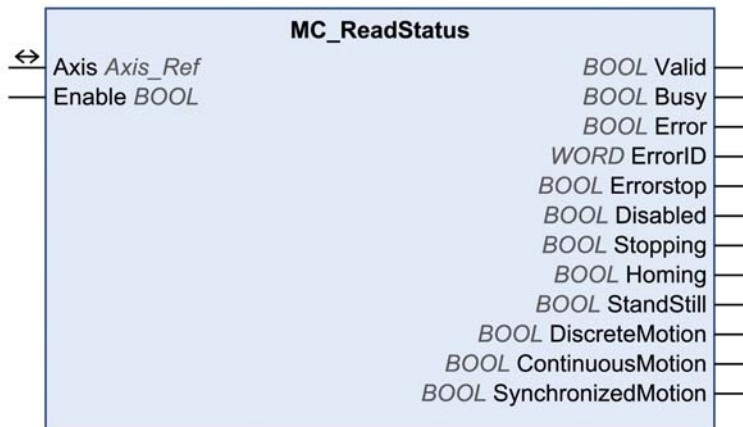 MC_ReadStatus
Axis Axis_Ref BOOL Valid
Enable BOOL BOOL Busy
BOOL Error
WORD ErrorID
BOOL Errorstop
BOOL Disabled
BOOL Stopping
BOOL Homing
BOOL StandStill
BOOL DiscreteMotion
BOOL ContinuousMotion
BOOL SynchronizedMotion